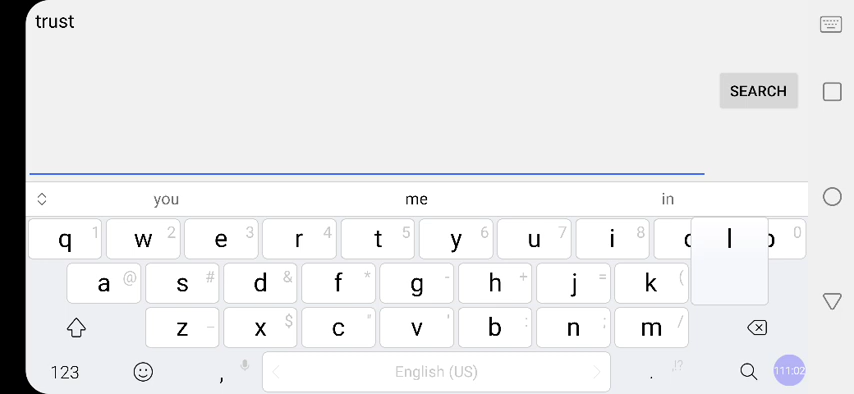 trust
SEARCH
you me in
q 1 w 2 e 3 r 4 t 5 y 6 u 7 i 8 l 0
a @ s # d & f * g - h + j = k (
z _ x $ c " v ' b : n ; m /
123 , English (US) . ,!? 111:02